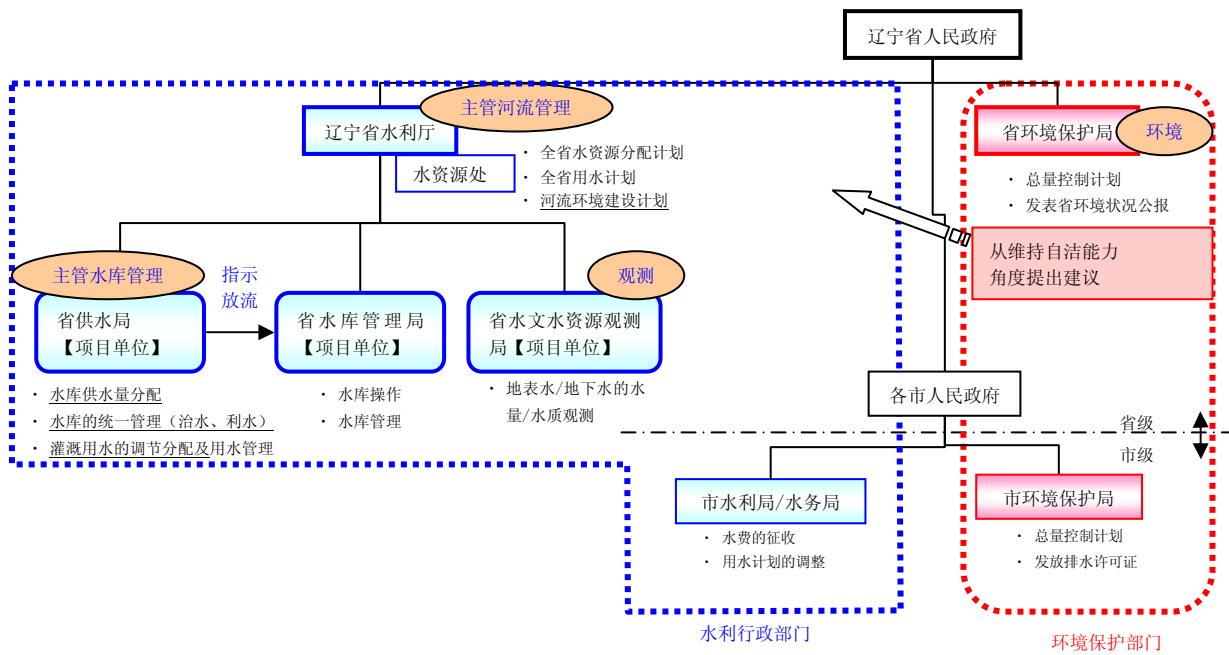 辽宁省人民政府
主管河流管理
辽宁省水利厅
水资源处
· 全省水资源分配计划
· 全省用水计划
· 河流环境建设计划
省环境保护局
环境
· 总量控制计划
· 发表省环境状况公报
从维持自洁能力
角度提出建议
主管水库管理
指示
放流
观测
省供水局
【项目单位】
省水库管理局
【项目单位】
省水文水资源观测
局【项目单位】
· 水库供水量分配
· 水库的统一管理（治水、利水）
· 灌溉用水的调节分配及用水管理
· 水库操作
· 水库管理
· 地表水/地下水的水
量/水质观测
各市人民政府
省级
市级
市水利局/水务局
· 水费的征收
· 用水计划的调整
市环境保护局
· 总量控制计划
· 发放排水许可证
水利行政部门
环境保护部门